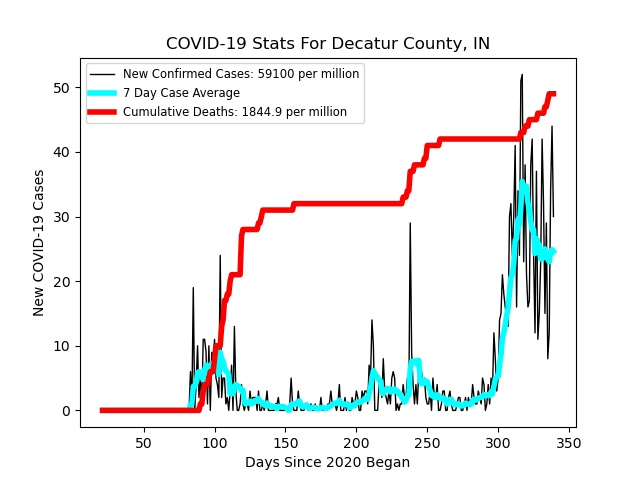 COVID-19 Stats For Decatur County, IN
New Confirmed Cases: 59100 per million
7 Day Case Average
Cumulative Deaths: 1844.9 per million
New COVID-19 Cases
50
40
30
20
10
0
50 100 150 200 250 300 350
Days Since 2020 Began